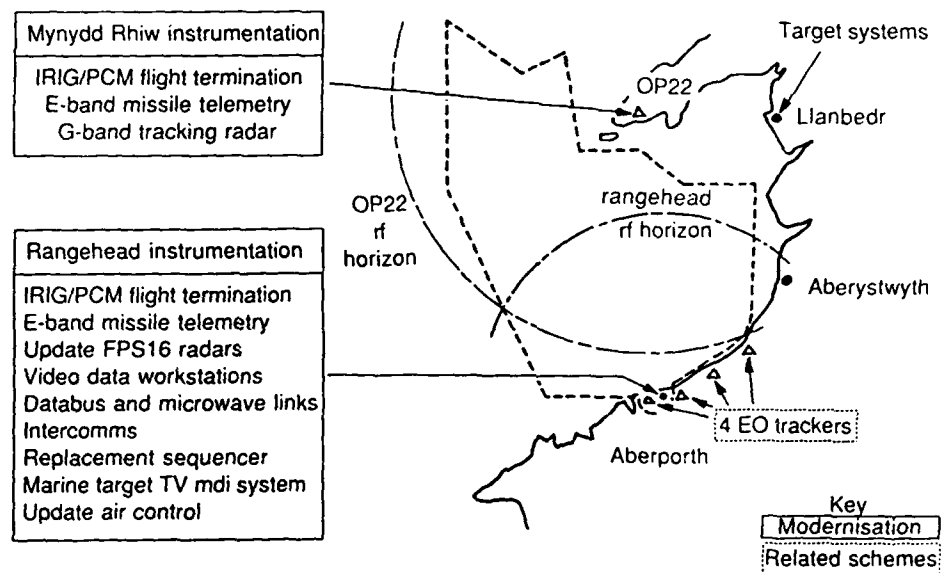 Mynydd Rhiw instrumentation
IRIG/PCM flight termination
E-band missile telemetry
G-band tracking radar
OP22
Target systems
Llanbedr
OP22
rf
horizon
rangehead
rf horizon
Aberystwyth
Rangehead instrumentation
IRIG/PCM flight termination
E-band missile telemetry
Update FPS16 radars
Video data workstations
Databus and microwave links
Intercomms
Replacement sequencer
Marine target TV mdi system
Update air control
4 EO trackers
Aberporth
Key
Modernisation
Related schemes